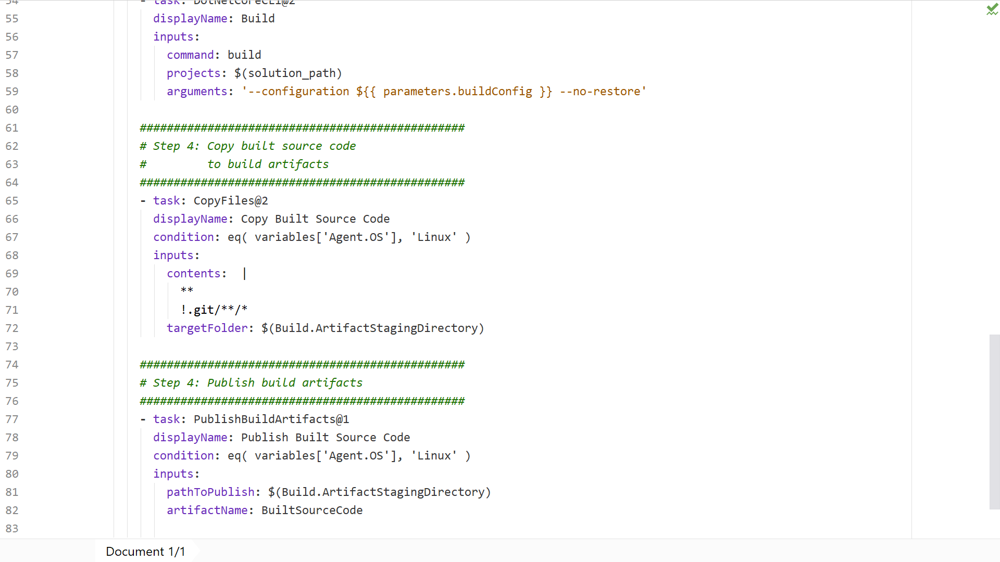 54 - task: DotNetCoreCLI@2
55 displayName: Build
56 inputs:
57 command: build
58 projects: $(solution_path)
59 arguments: '--configuration ${{ parameters.buildConfig }} --no-restore'
60
61 ################################################
62 # Step 4: Copy built source code
63 #         to build artifacts
64 ################################################
65 - task: CopyFiles@2
66 displayName: Copy Built Source Code
67 condition: eq( variables['Agent.OS'], 'Linux' )
68 inputs:
69 contents:  |
70 **
71 !.git/**/*
72 targetFolder: $(Build.ArtifactStagingDirectory)
73
74 ################################################
75 # Step 4: Publish build artifacts
76 ################################################
77 - task: PublishBuildArtifacts@1
78 displayName: Publish Built Source Code
79 condition: eq( variables['Agent.OS'], 'Linux' )
80 inputs:
81 pathToPublish: $(Build.ArtifactStagingDirectory)
82 artifactName: BuiltSourceCode
83
Document 1/1